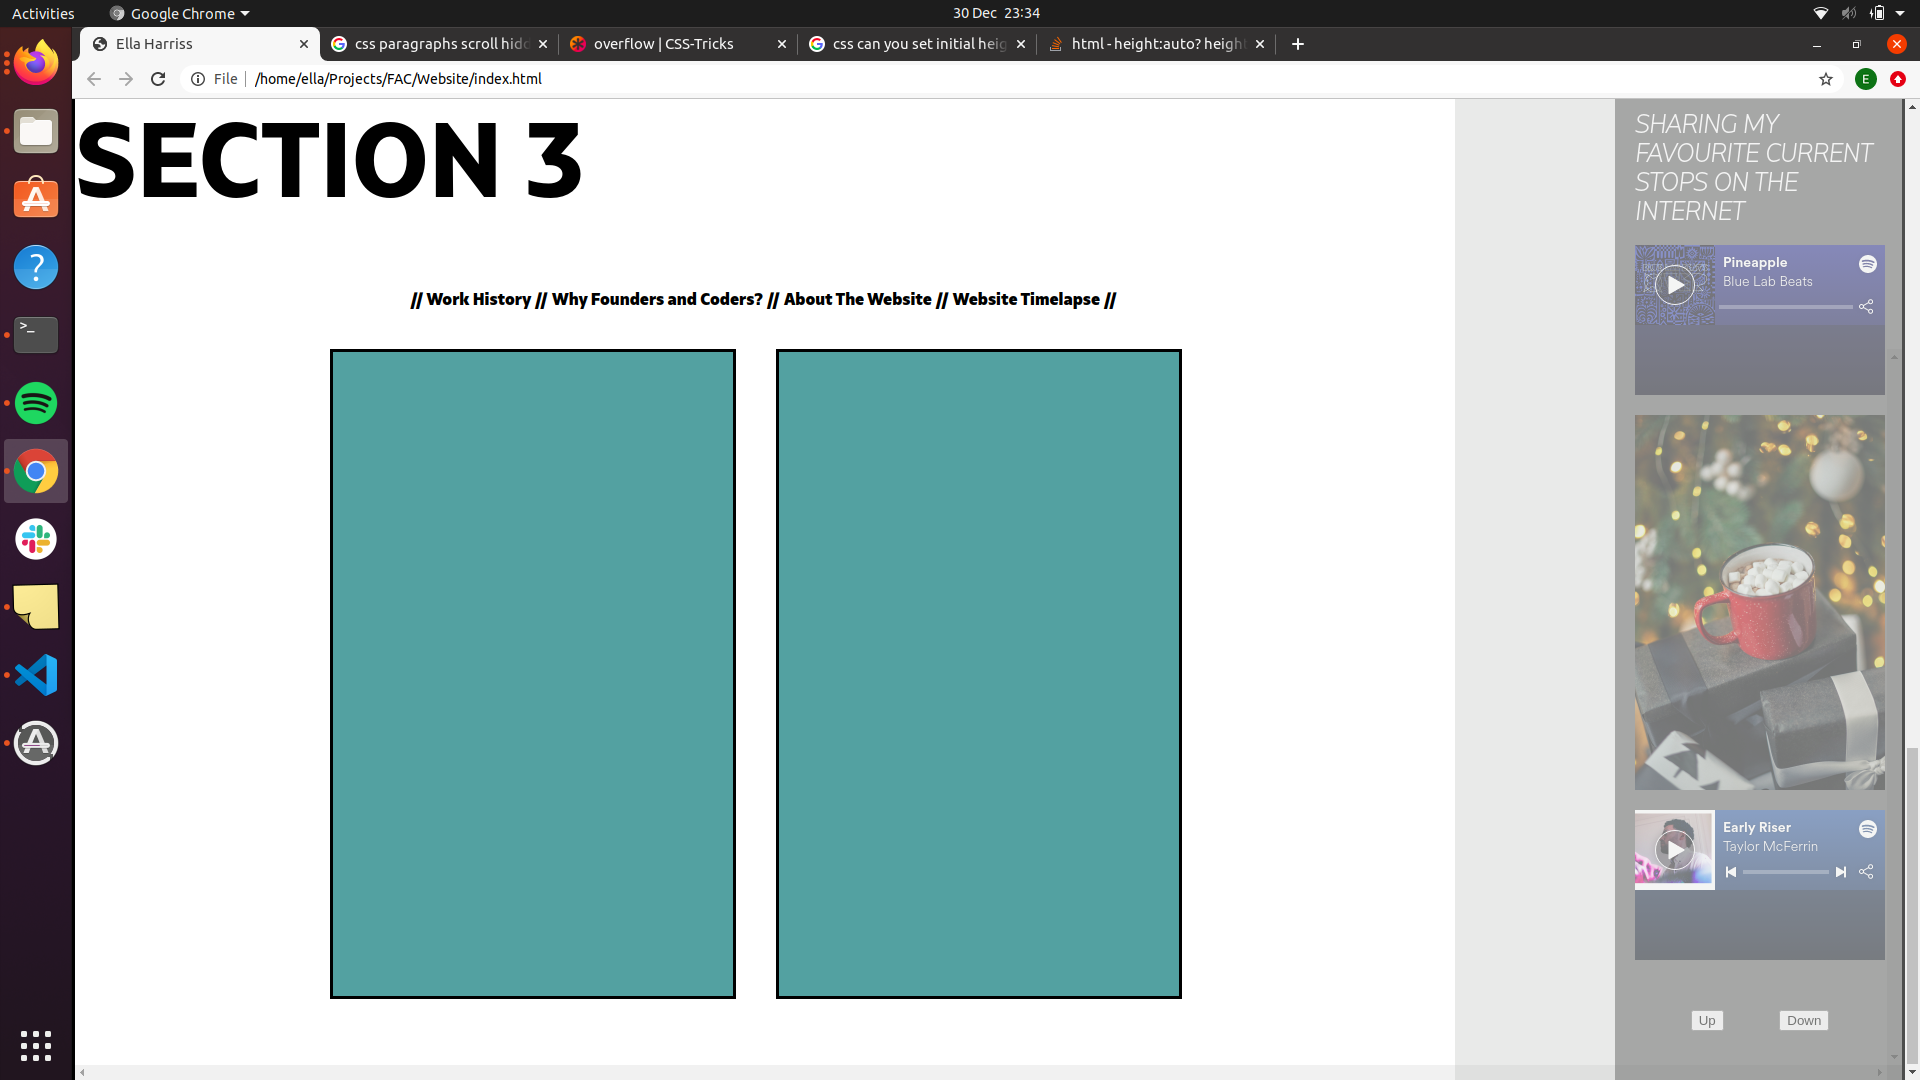 Activities
Google Chrome
30 Dec 23:34
Ella Harriss
css paragraphs scroll hidd
overflow | CSS-Tricks
css can you set initial heig
html - height:auto? height
File
/home/ella/Projects/FAC/Website/index.html
E
SECTION 3
// Work History // Why Founders and Coders? // About The Website // Website Timelapse //
SHARING MY
FAVOURITE CURRENT
STOPS ON THE
INTERNET
Pineapple
Blue Lab Beats
Early Riser
Taylor McFerrin
Up
Down